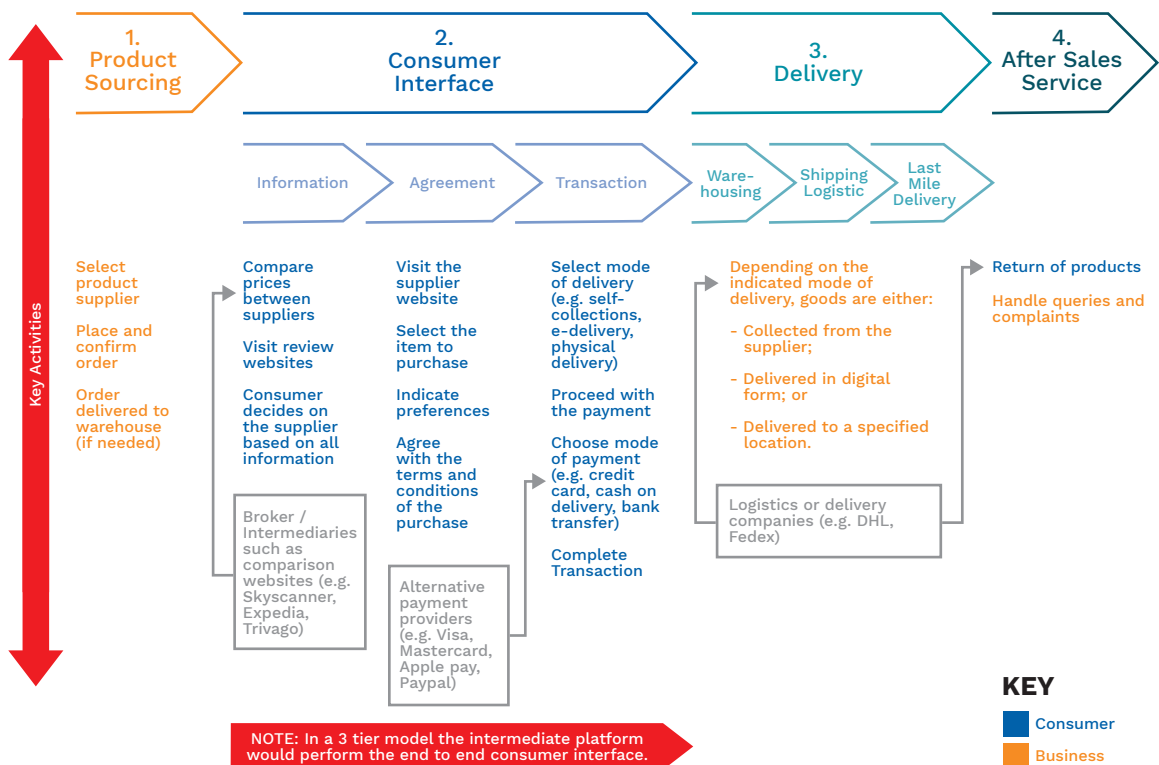 1.
Product
Sourcing
2.
Consumer
Interface
3.
Delivery
4.
After Sales
Service
Information
Agreement
Transaction
Ware-
housing
Shipping
Logistic
Last
Mile
Delivery
Key Activities
Select
product
supplier
Place and
confirm
order
Order
delivered to
warehouse
(if needed)
Compare
prices
between
suppliers
Visit review
websites
Consumer
decides on
the supplier
based on all
information
Broker /
Intermediaries
such as
comparison
websites (e.g.
Skyscanner,
Expedia,
Trivago)
Visit the
supplier
website
Select the
item to
purchase
Indicate
preferences
Agree
with the
terms and
conditions
of the
purchase
Alternative
payment
providers
(e.g. Visa,
Mastercard,
Apple pay,
Paypal)
Select mode
of delivery
(e.g. self-
collections,
e-delivery,
physical
delivery)
Proceed with
the payment
Choose mode
of payment
(e.g. credit
card, cash on
delivery, bank
transfer)
Complete
Transaction
Depending on the
indicated mode of
delivery, goods are either:
- Collected from the
supplier;
- Delivered in digital
form; or
- Delivered to a specified
location.
Logistics or delivery
companies (e.g. DHL,
Fedex)
Return of products
Handle queries and
complaints
KEY
Consumer
Business
NOTE: In a 3 tier model the intermediate platform
would perform the end to end consumer interface.